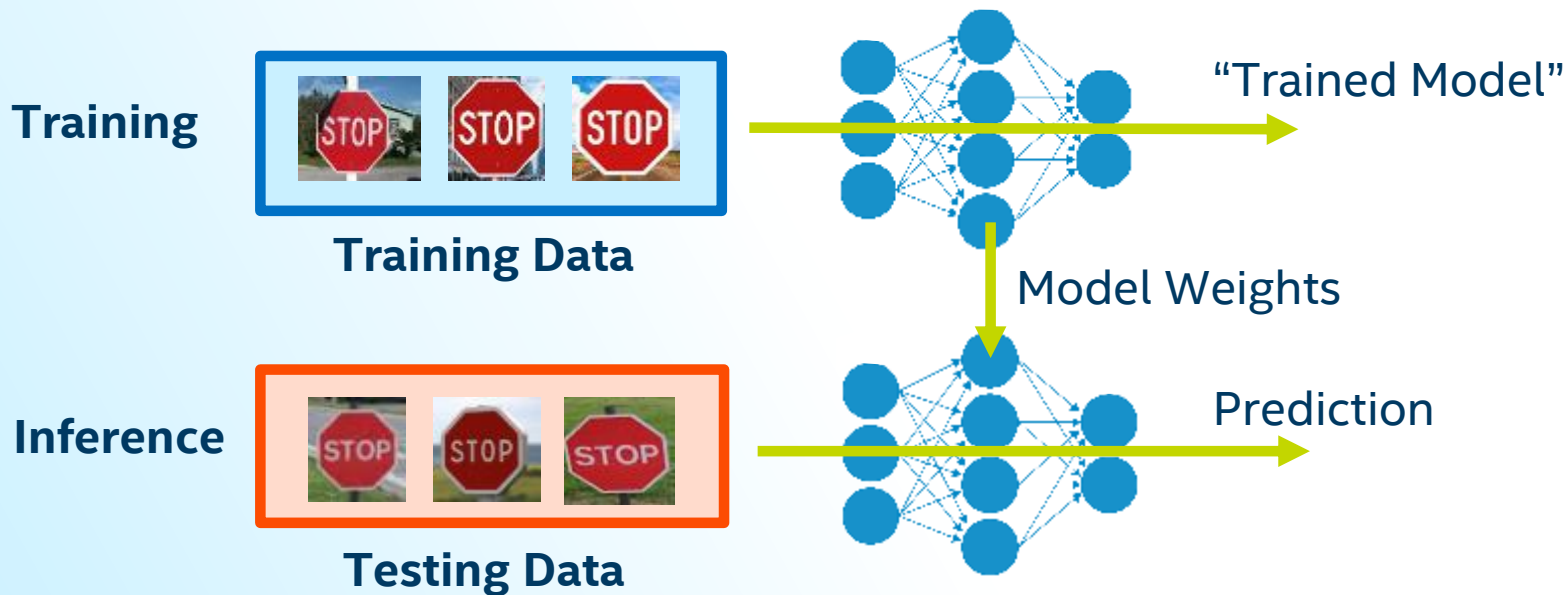 Training
STOP
STOP
STOP
“Trained Model”
Training Data
Model Weights
Inference
STOP
STOP
STOP
Prediction
Testing Data